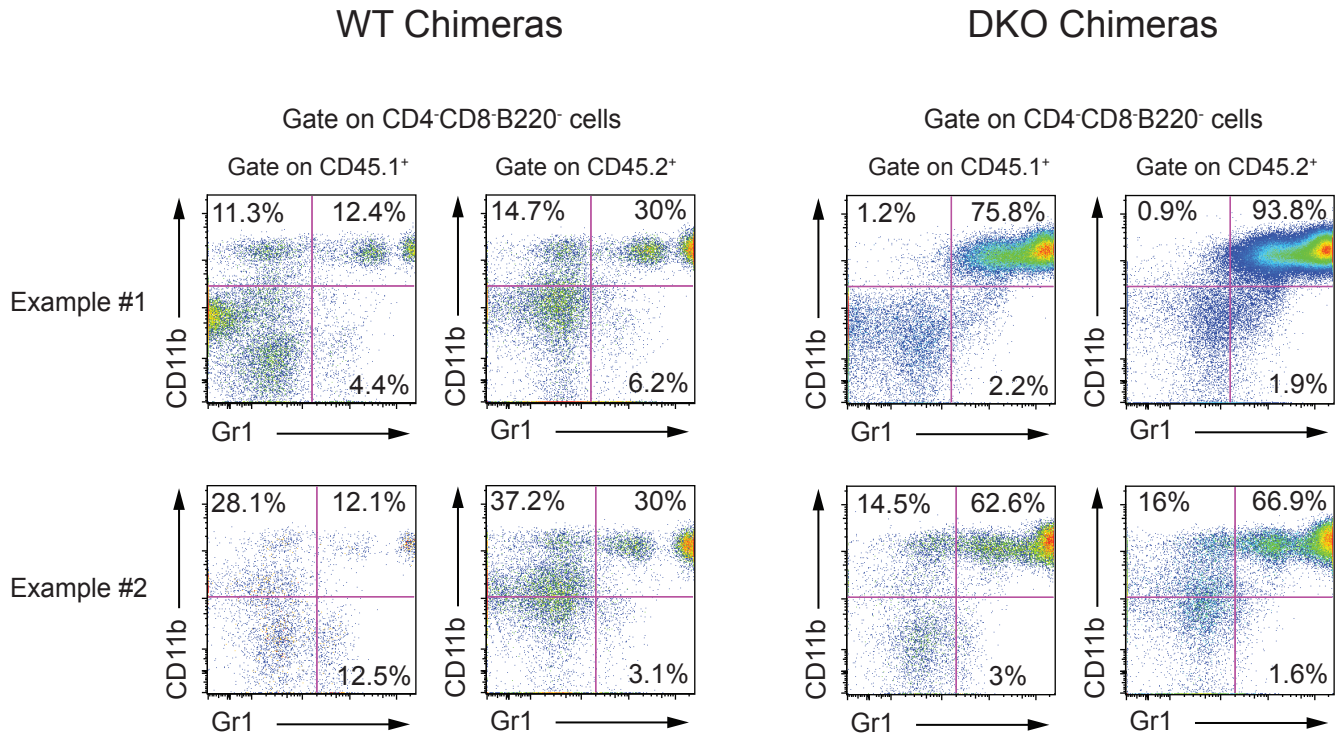 WT Chimeras DKO Chimeras
Gate on CD4⁻CD8⁻B220⁻ cells Gate on CD4⁻CD8⁻B220⁻ cells
Gate on CD45.1⁺ Gate on CD45.2⁺ Gate on CD45.1⁺ Gate on CD45.2⁺
11.3% 12.4% 14.7% 30% 1.2% 75.8% 0.9% 93.8%
Example #1
CD11b CD11b CD11b CD11b
4.4% 6.2% 2.2% 1.9%
Gr1 Gr1 Gr1 Gr1
28.1% 12.1% 37.2% 30% 14.5% 62.6% 16% 66.9%
Example #2
CD11b CD11b CD11b CD11b
12.5% 3.1% 3% 1.6%
Gr1 Gr1 Gr1 Gr1